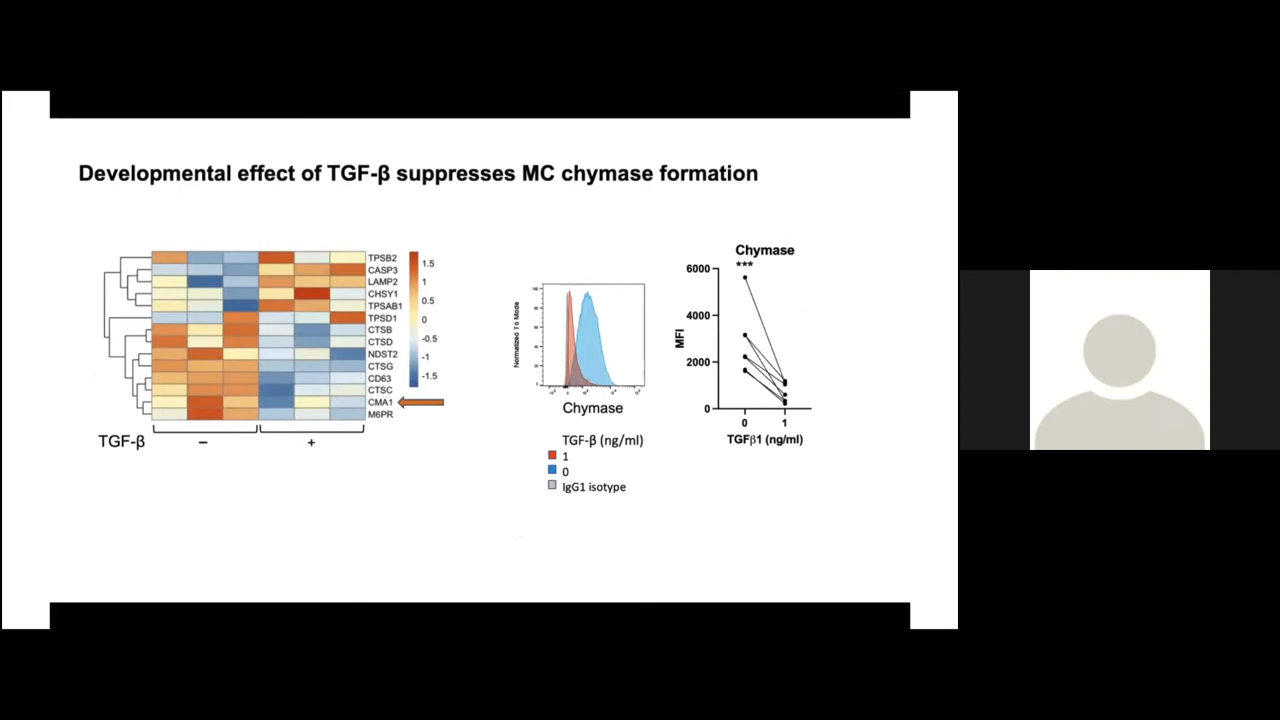 Developmental effect of TGF-β suppresses MC chymase formation
TPSB2
CASP3
LAMP2
CHSY1
TPSAB1
TPSD1
CTSB
CTSD
NDST2
CTSG
CD63
CTSC
CMA1
M6PR
1.5
1
0.5
0
-0.5
-1
-1.5
TGF-β
–
+
Normalized To Mode
Chymase
TGF-β (ng/ml)
1
0
IgG1 isotype
Chymase
***
6000
4000
2000
0
MFI
0 1
TGFβ1 (ng/ml)